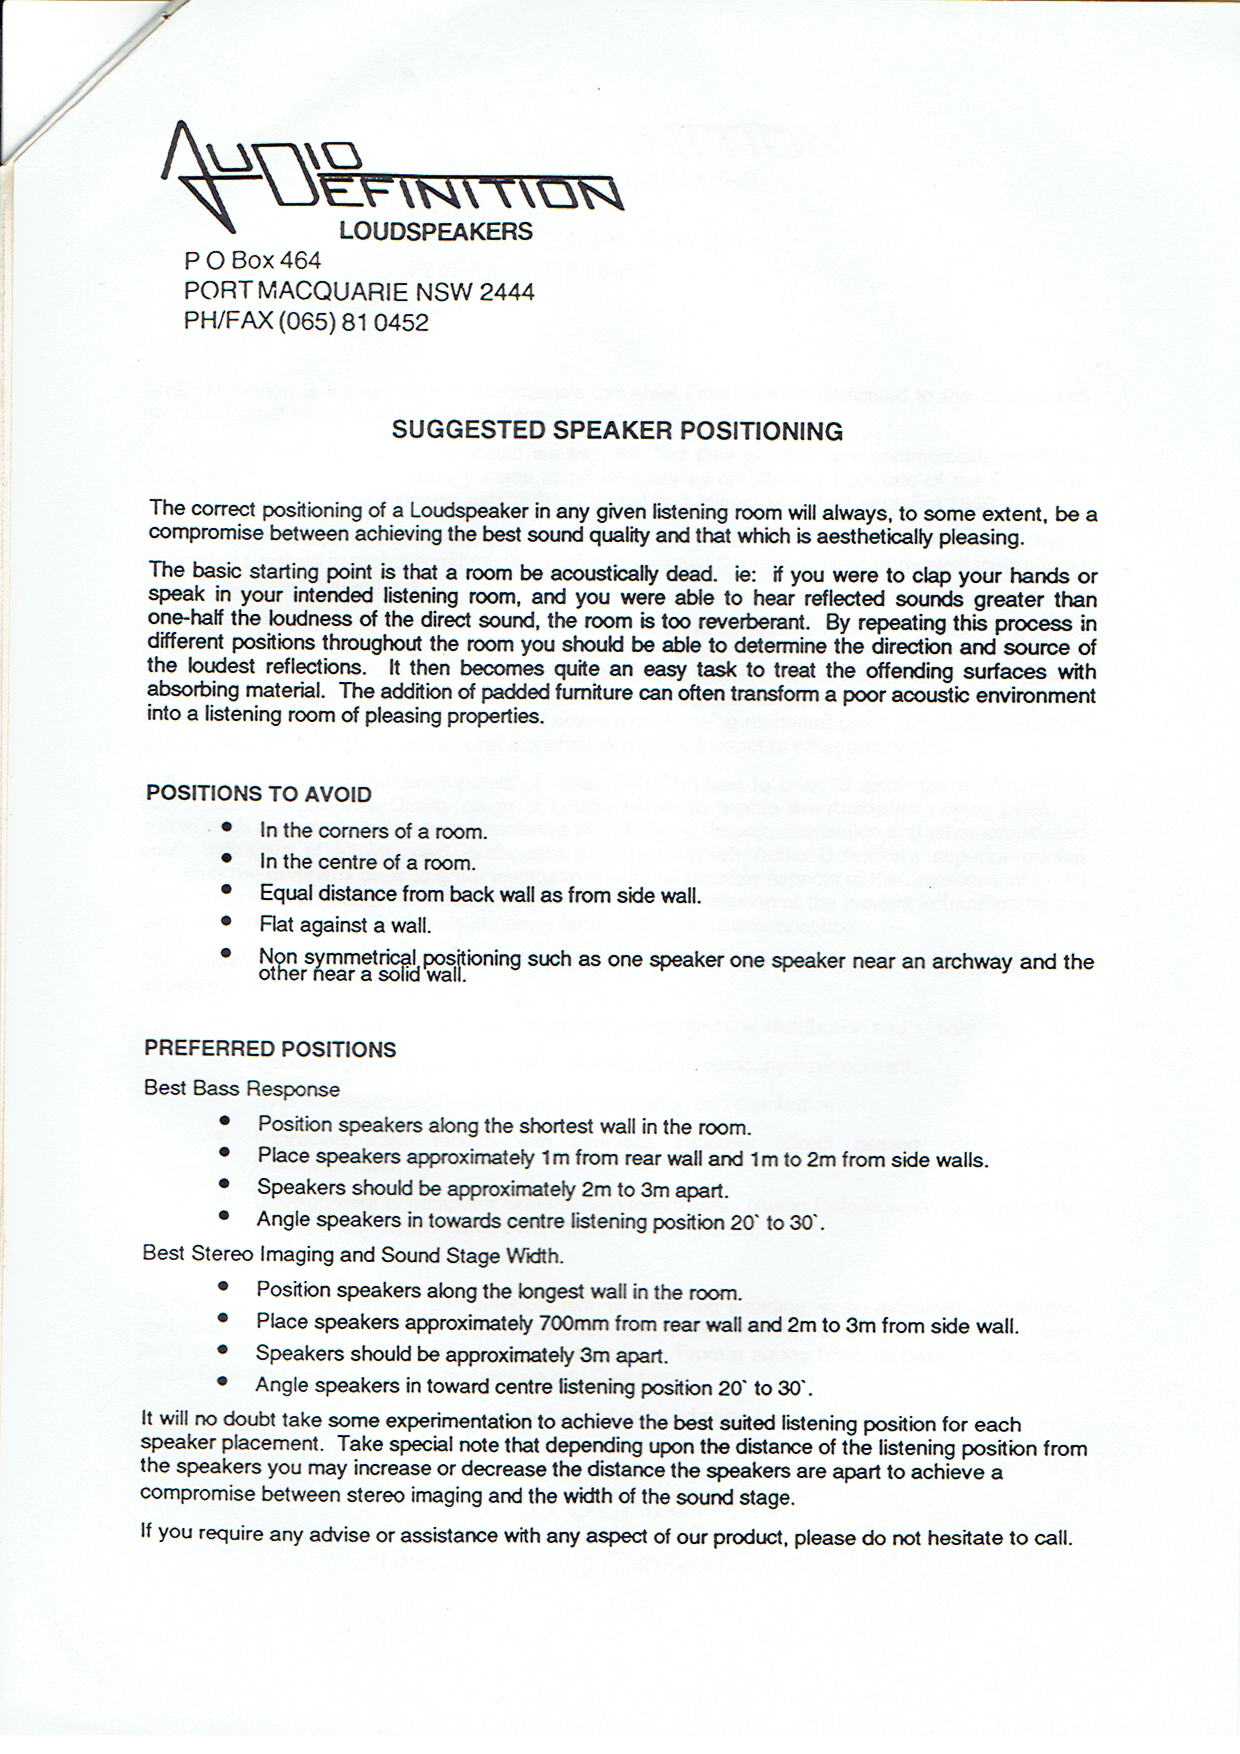 AUDIO
DEFINITION
LOUDSPEAKERS
P O Box 464
PORT MACQUARIE NSW 2444
PH/FAX (065) 81 0452
SUGGESTED SPEAKER POSITIONING
The correct positioning of a Loudspeaker in any given listening room will always, to some extent, be a
compromise between achieving the best sound quality and that which is aesthetically pleasing.
The basic starting point is that a room be acoustically dead. ie: if you were to clap your hands or
speak in your intended listening room, and you were able to hear reflected sounds greater than
one-half the loudness of the direct sound, the room is too reverberant. By repeating this process in
different positions throughout the room you should be able to determine the direction and source of
the loudest reflections. It then becomes quite an easy task to treat the offending surfaces with
absorbing material. The addition of padded furniture can often transform a poor acoustic environment
into a listening room of pleasing properties.
POSITIONS TO AVOID
• In the corners of a room.
• In the centre of a room.
• Equal distance from back wall as from side wall.
• Flat against a wall.
• Non symmetrical positioning such as one speaker one speaker near an archway and the
other near a solid wall.
PREFERRED POSITIONS
Best Bass Response
• Position speakers along the shortest wall in the room.
• Place speakers approximately 1m from rear wall and 1m to 2m from side walls.
• Speakers should be approximately 2m to 3m apart.
• Angle speakers in towards centre listening position 20` to 30`.
Best Stereo Imaging and Sound Stage Width.
• Position speakers along the longest wall in the room.
• Place speakers approximately 700mm from rear wall and 2m to 3m from side wall.
• Speakers should be approximately 3m apart.
• Angle speakers in toward centre listening position 20` to 30`.
It will no doubt take some experimentation to achieve the best suited listening position for each
speaker placement. Take special note that depending upon the distance of the listening position from
the speakers you may increase or decrease the distance the speakers are apart to achieve a
compromise between stereo imaging and the width of the sound stage.
If you require any advise or assistance with any aspect of our product, please do not hesitate to call.